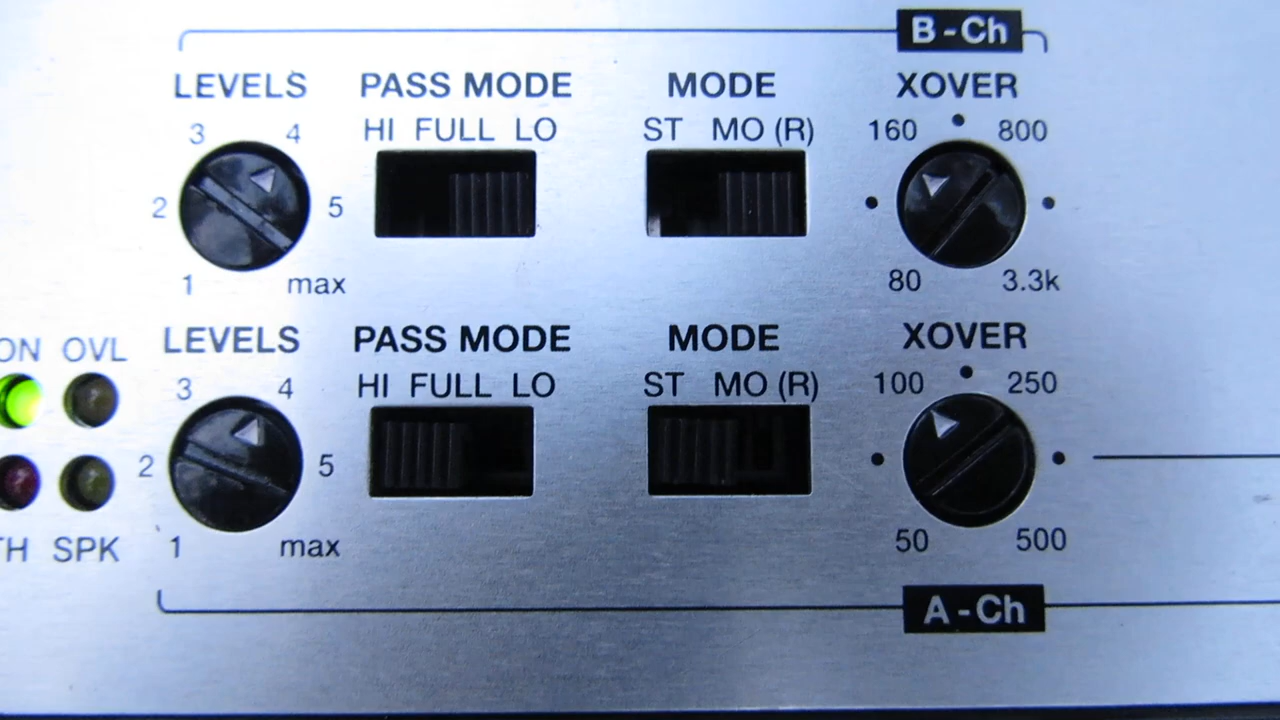 B-Ch
LEVELS PASS MODE MODE XOVER
3 4 HI FULL LO ST MO (R) 160 800
2 5
1 max 80 3.3k
LEVELS PASS MODE MODE XOVER
ON OVL
3 4 HI FULL LO ST MO (R) 100 250
2 5
1 max 50 500
TH SPK
A-Ch